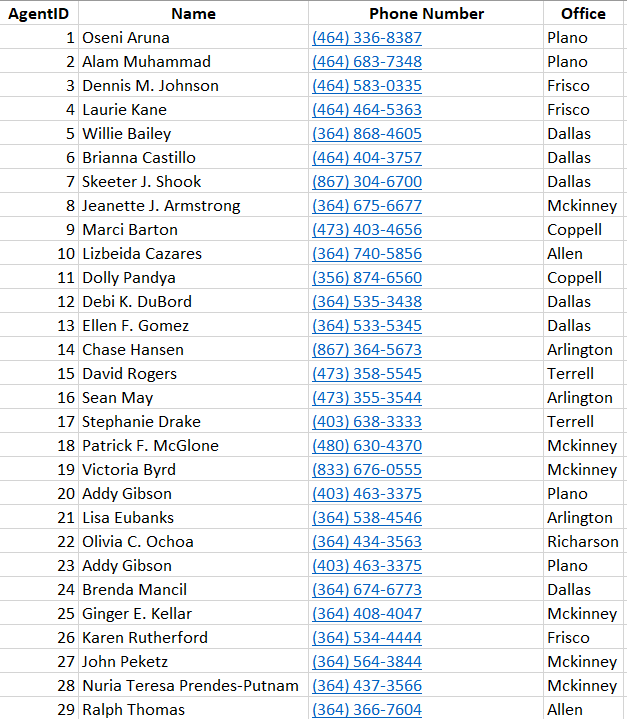 AgentID Name Phone Number Office
1 Oseni Aruna (464) 336-8387 Plano
2 Alam Muhammad (464) 683-7348 Plano
3 Dennis M. Johnson (464) 583-0335 Frisco
4 Laurie Kane (464) 464-5363 Frisco
5 Willie Bailey (364) 868-4605 Dallas
6 Brianna Castillo (464) 404-3757 Dallas
7 Skeeter J. Shook (867) 304-6700 Dallas
8 Jeanette J. Armstrong (364) 675-6677 Mckinney
9 Marci Barton (473) 403-4656 Coppell
10 Lizbeida Cazares (364) 740-5856 Allen
11 Dolly Pandya (356) 874-6560 Coppell
12 Debi K. DuBord (364) 535-3438 Dallas
13 Ellen F. Gomez (364) 533-5345 Dallas
14 Chase Hansen (867) 364-5673 Arlington
15 David Rogers (473) 358-5545 Terrell
16 Sean May (473) 355-3544 Arlington
17 Stephanie Drake (403) 638-3333 Terrell
18 Patrick F. McGlone (480) 630-4370 Mckinney
19 Victoria Byrd (833) 676-0555 Mckinney
20 Addy Gibson (403) 463-3375 Plano
21 Lisa Eubanks (364) 538-4546 Arlington
22 Olivia C. Ochoa (364) 434-3563 Richarson
23 Addy Gibson (403) 463-3375 Plano
24 Brenda Mancil (364) 674-6773 Dallas
25 Ginger E. Kellar (364) 408-4047 Mckinney
26 Karen Rutherford (364) 534-4444 Frisco
27 John Peketz (364) 564-3844 Mckinney
28 Nuria Teresa Prendes-Putnam (364) 437-3566 Mckinney
29 Ralph Thomas (364) 366-7604 Allen